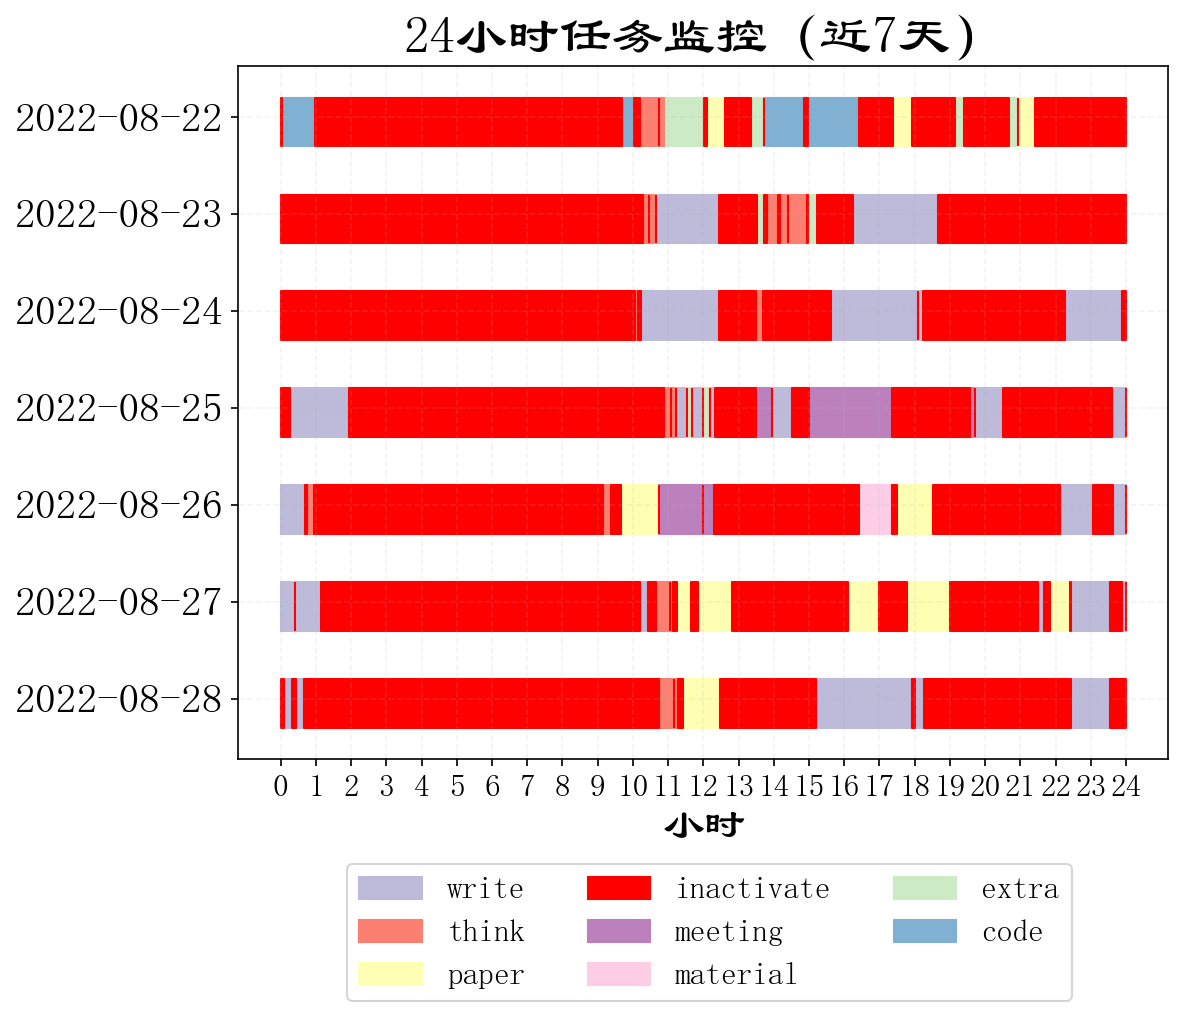 24小时任务监控 (近7天)
2022-08-22
2022-08-23
2022-08-24
2022-08-25
2022-08-26
2022-08-27
2022-08-28
0 1 2 3 4 5 6 7 8 9 10 11 12 13 14 15 16 17 18 19 20 21 22 23 24
小时
write inactivate extra
think meeting code
paper material